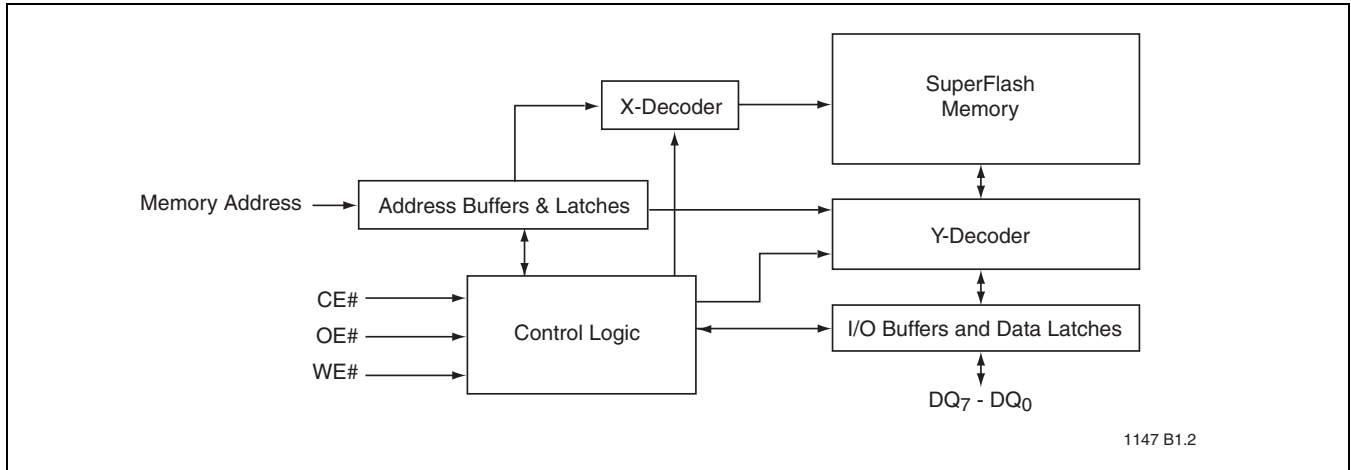 SuperFlash
Memory
X-Decoder
Memory Address
Address Buffers & Latches
Y-Decoder
CE#
OE#
WE#
Control Logic
I/O Buffers and Data Latches
DQ7 - DQ0
1147 B1.2